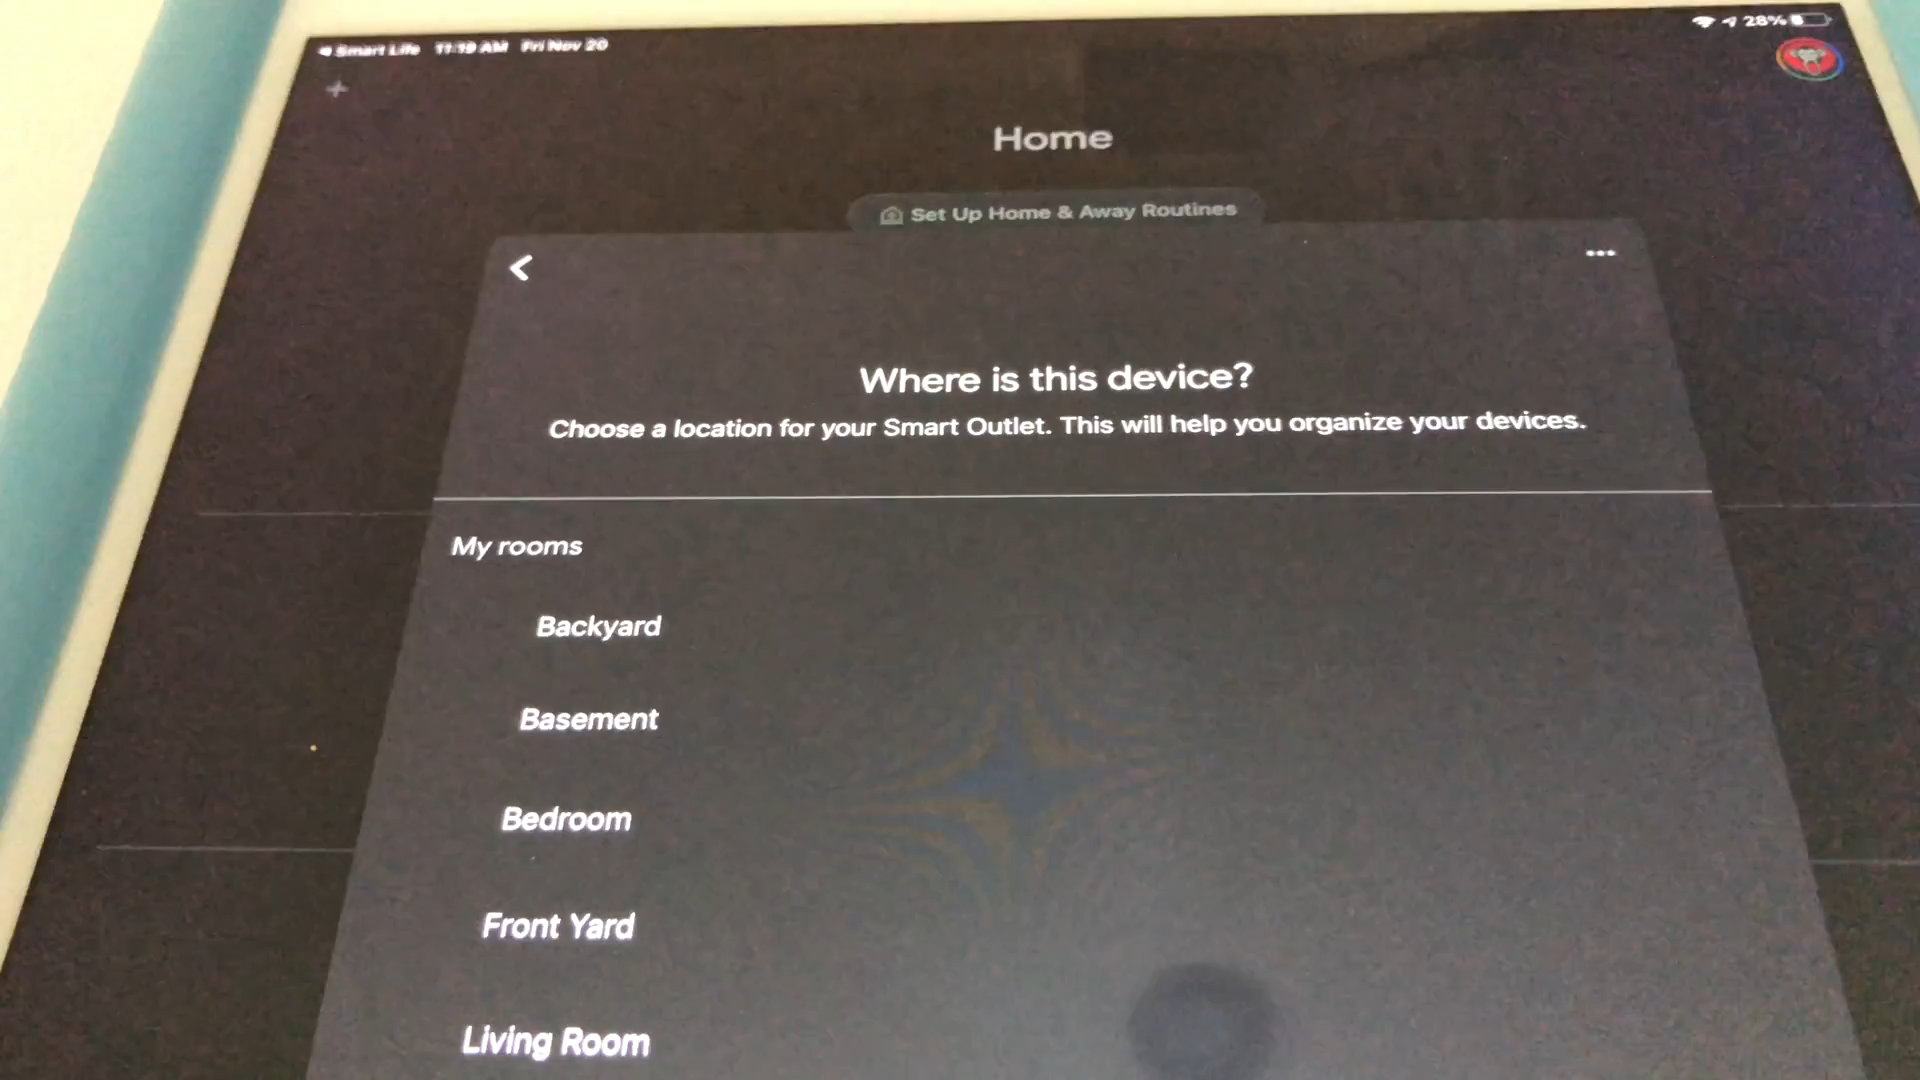 Smart Life 11:19 AM Fri Nov 20
28%
Home
Set Up Home & Away Routines
Where is this device?
Choose a location for your Smart Outlet. This will help you organize your devices.
My rooms
Backyard
Basement
Bedroom
Front Yard
Living Room